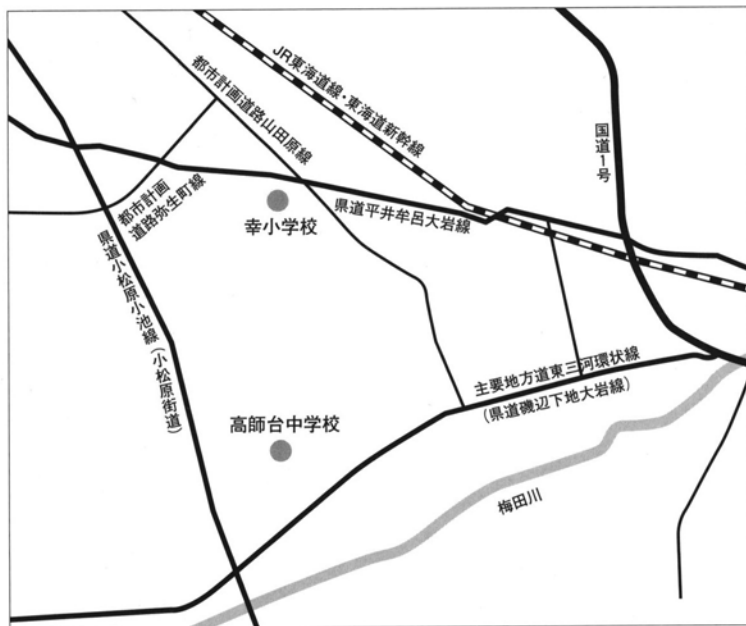 JR東海道線・東海道新幹線
都市計画道路山田原線
国道1号
都市計画
道路弥生町線
幸小学校
県道平井牟呂大岩線
県道小松原小池線(小松原街道)
主要地方道東三河環状線
(県道磯辺下地大岩線)
高師台中学校
梅田川